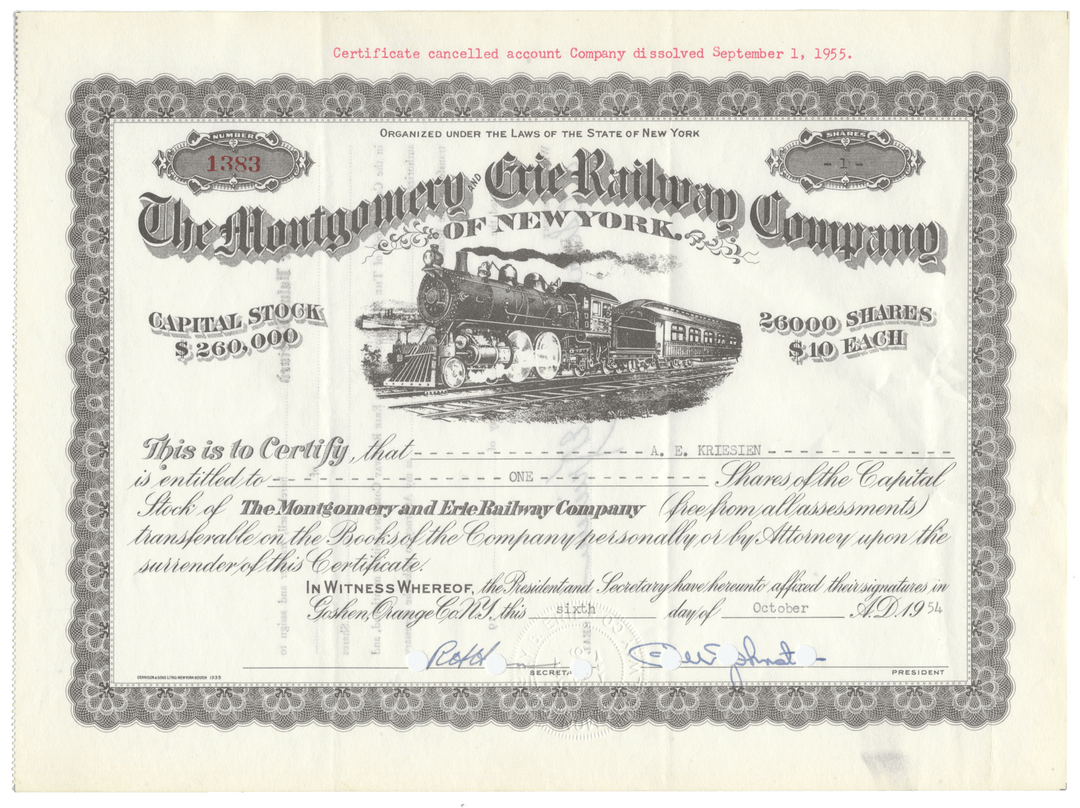 Certificate cancelled account Company dissolved September 1, 1955.
ORGANIZED UNDER THE LAWS OF THE STATE OF NEW YORK
NUMBER
1383
SHARES
- 1 -
The Montgomery AND Erie Railway Company
OF NEW YORK.
CAPITAL STOCK
$260,000
26000 SHARES
$10 EACH
This is to Certify, that - - - - - - - - - - - - - - - - - - A. E. KRIESIEN - - - - - - - - - - - - - -
is entitled to - - - - - - - - - - - - - - - - - - ONE - - - - - - - - - - - - - Shares of the Capital
Stock of The Montgomery and Erie Railway Company (free from all assessments)
transferable on the Books of the Company personally or by Attorney upon the
surrender of this Certificate.
IN WITNESS WHEREOF, the President and Secretary have hereunto affixed their signatures in
Goshen, Orange Co. N.Y. this sixth day of October A.D. 1954
SECRETA
PRESIDENT